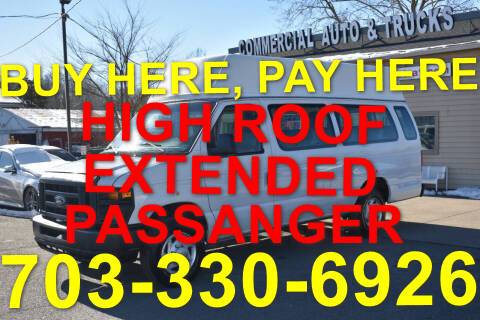 COMMERCIAL AUTO & TRUCKS
BUY HERE, PAY HERE
HIGH ROOF
EXTENDED
PASSANGER
703-330-6926